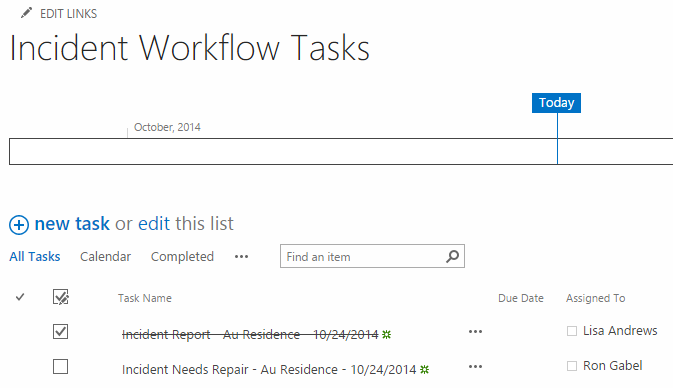 EDIT LINKS
Incident Workflow Tasks
Today
October, 2014
new task or edit this list
All Tasks Calendar Completed ••• Find an item
Task Name Due Date Assigned To
Incident Report - Au Residence - 10/24/2014 ••• Lisa Andrews
Incident Needs Repair - Au Residence - 10/24/2014 ••• Ron Gabel